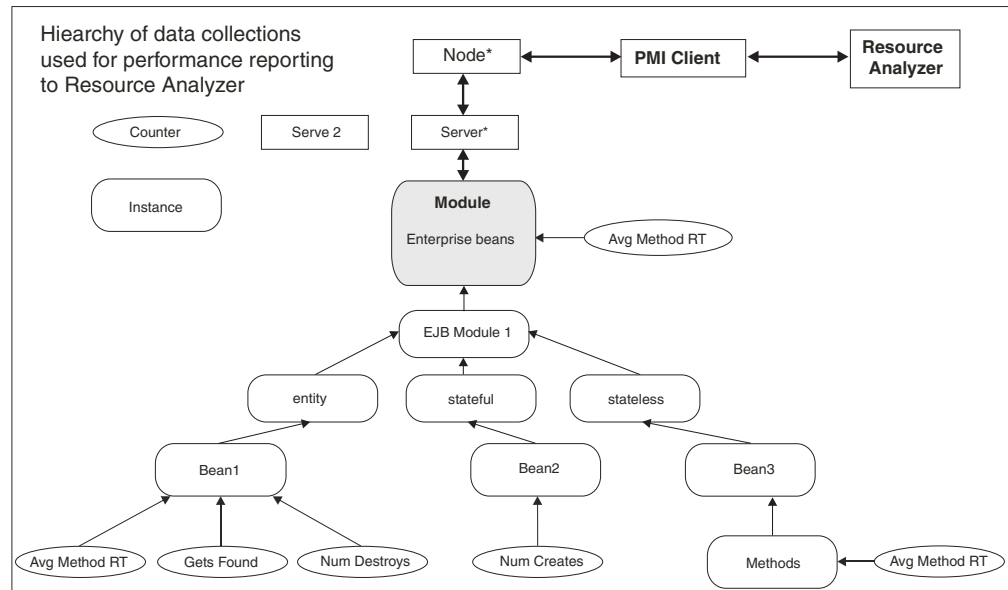 Hiearchy of data collections
used for performance reporting
to Resource Analyzer
Node*
PMI Client
Resource
Analyzer
Counter
Serve 2
Server*
Instance
Module
Enterprise beans
Avg Method RT
EJB Module 1
entity
stateful
stateless
Bean1
Bean2
Bean3
Avg Method RT
Gets Found
Num Destroys
Num Creates
Methods
Avg Method RT